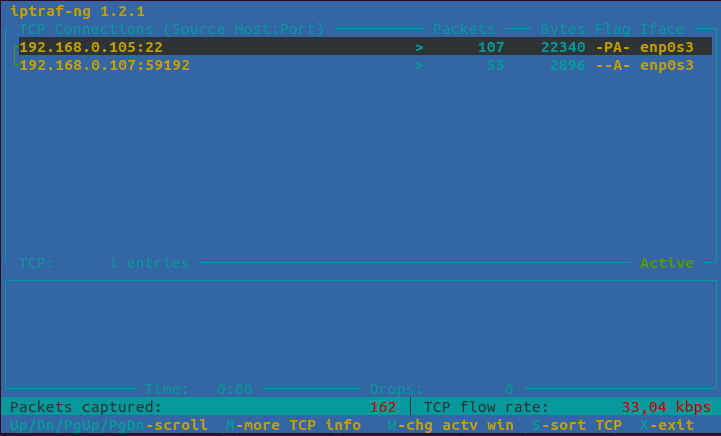 iptraf-ng 1.2.1
TCP Connections (Source Host:Port) Packets Bytes Flag Iface
192.168.0.105:22 > 107 22340 -PA- enp0s3
192.168.0.107:59192 > 55 2896 --A- enp0s3
TCP: 1 entries Active
Time: 0:00 Drops: 0
Packets captured: 162 TCP flow rate: 33,04 kbps
Up/Dn/PgUp/PgDn-scroll M-more TCP info W-chg actv win S-sort TCP X-exit